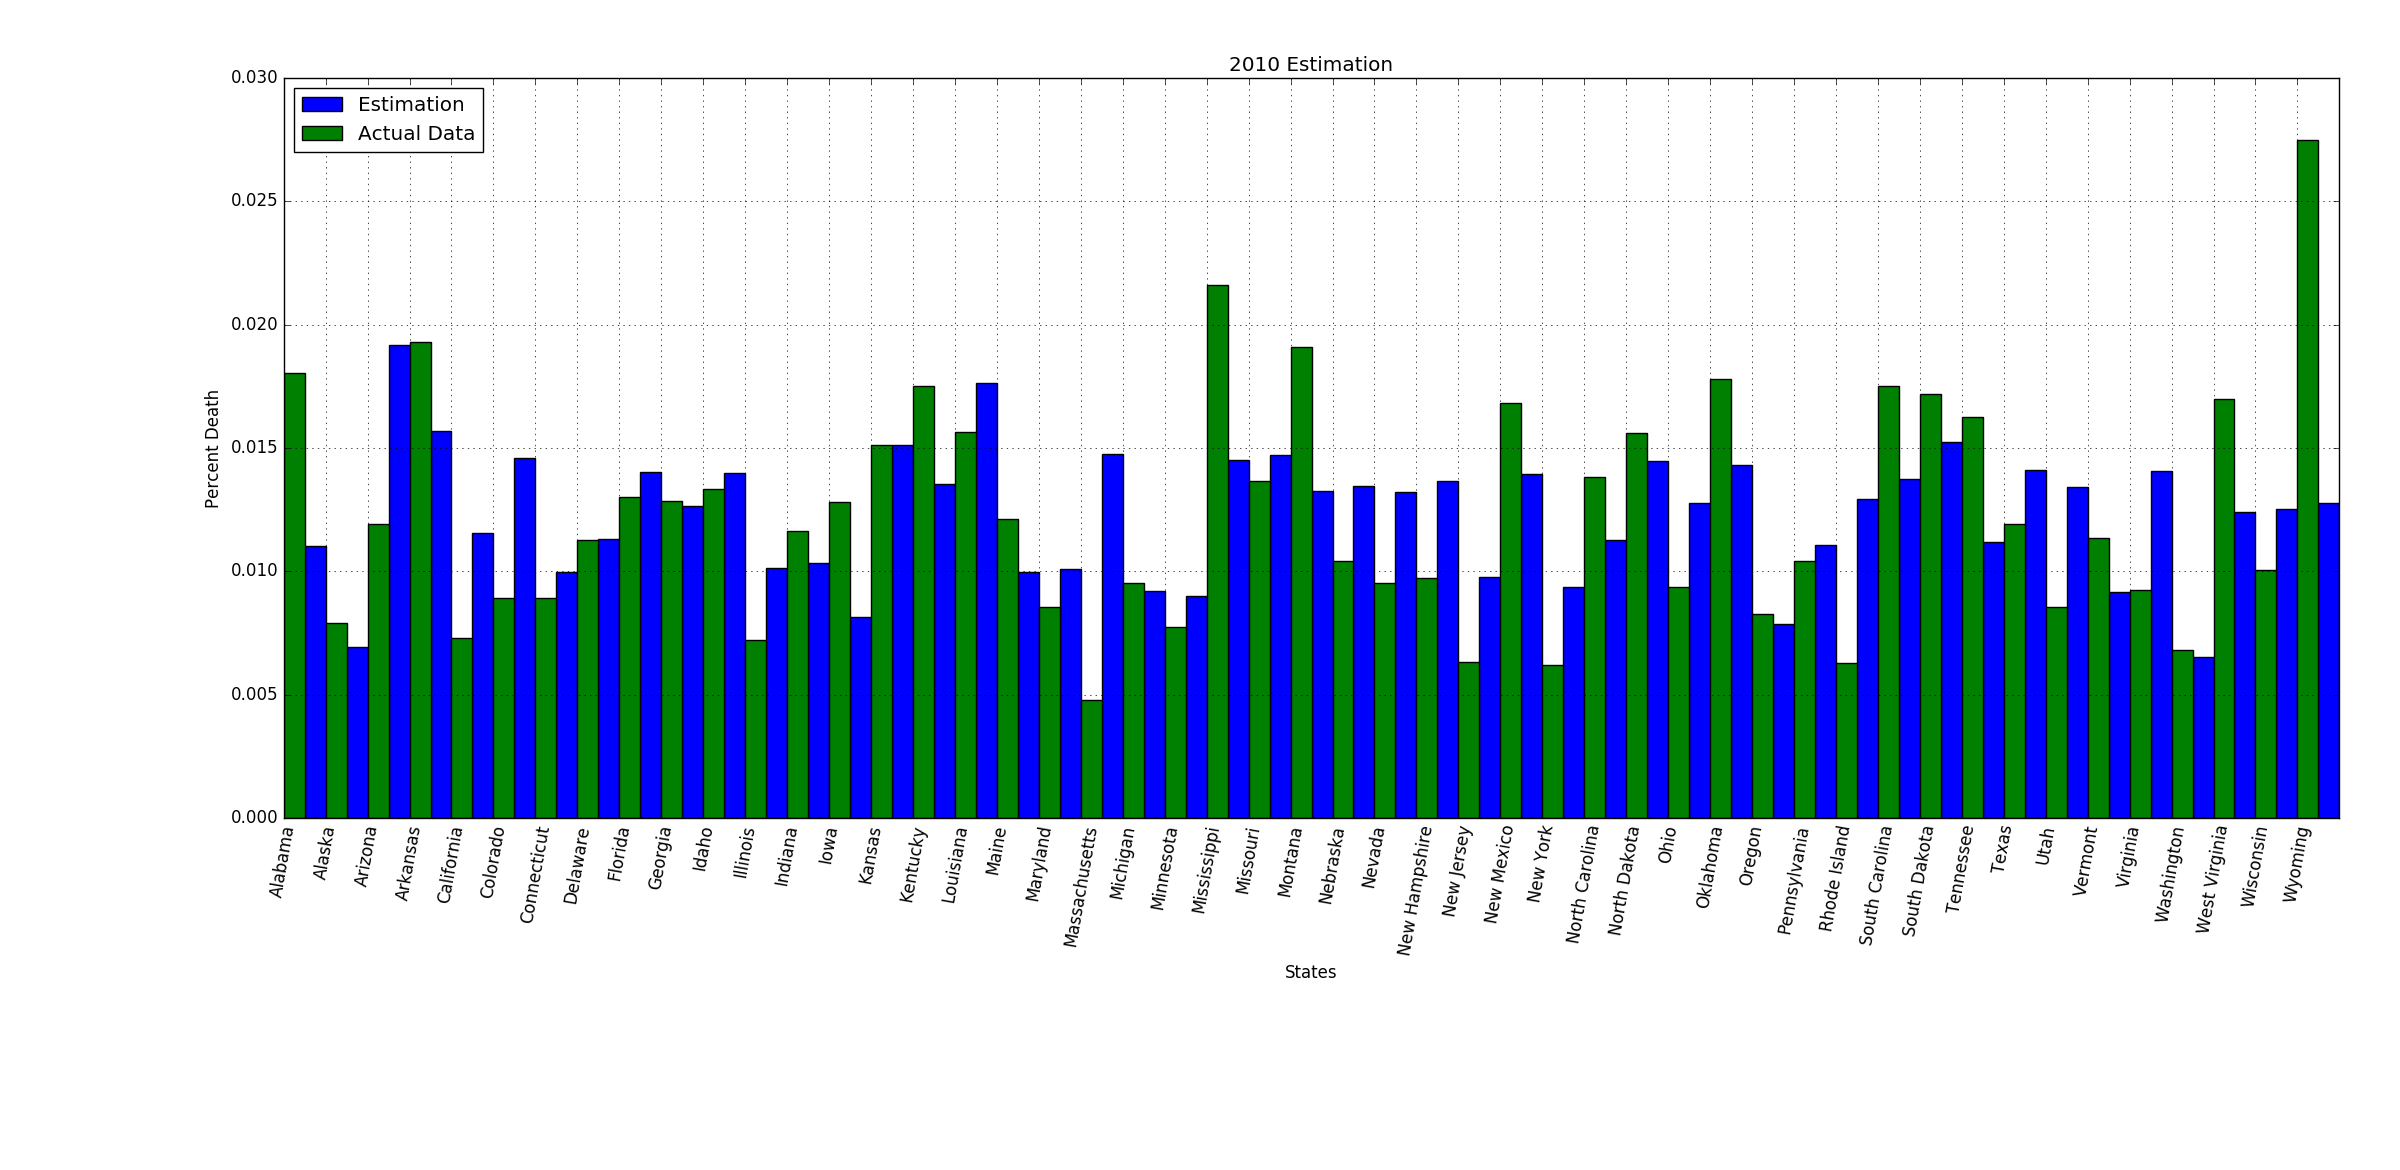 2010 Estimation
Estimation
Actual Data
0.030
0.025
0.020
0.015
0.010
0.005
0.000
Percent Death
Alabama
Alaska
Arizona
Arkansas
California
Colorado
Connecticut
Delaware
Florida
Georgia
Idaho
Illinois
Indiana
Iowa
Kansas
Kentucky
Louisiana
Maine
Maryland
Massachusetts
Michigan
Minnesota
Mississippi
Missouri
Montana
Nebraska
Nevada
New Hampshire
New Jersey
New Mexico
New York
North Carolina
North Dakota
Ohio
Oklahoma
Oregon
Pennsylvania
Rhode Island
South Carolina
South Dakota
Tennessee
Texas
Utah
Vermont
Virginia
Washington
West Virginia
Wisconsin
Wyoming
States